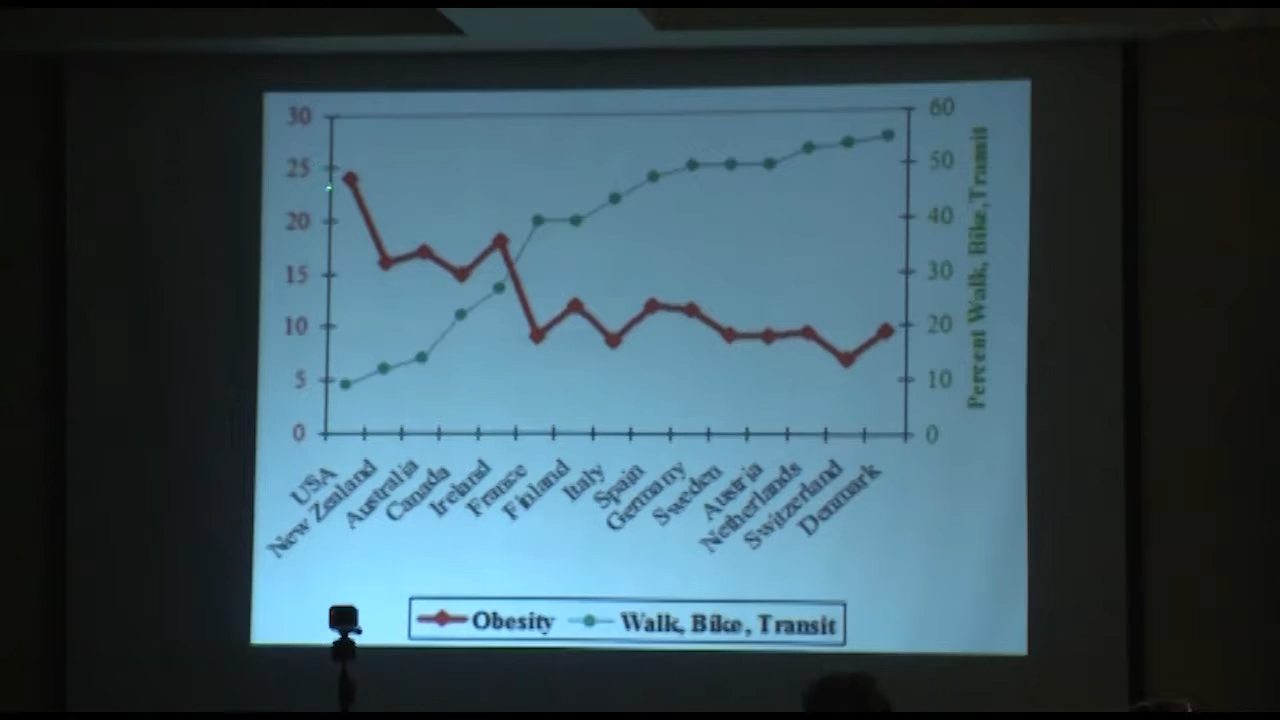 30
25
20
15
10
5
0
60
50
40
30
20
10
0
Percent Walk, Bike, Transit
USA
New Zealand
Australia
Canada
Ireland
France
Finland
Italy
Spain
Germany
Sweden
Austria
Netherlands
Switzerland
Denmark
Obesity
Walk, Bike, Transit